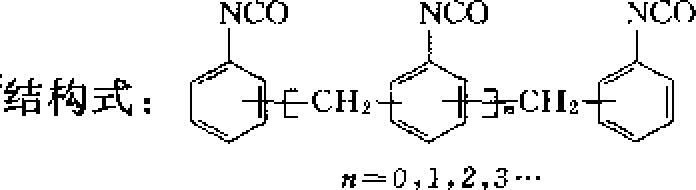 NCO NCO NCO
结构式： [CH₂ ]ₙCH₂
n=0,1,2,3…